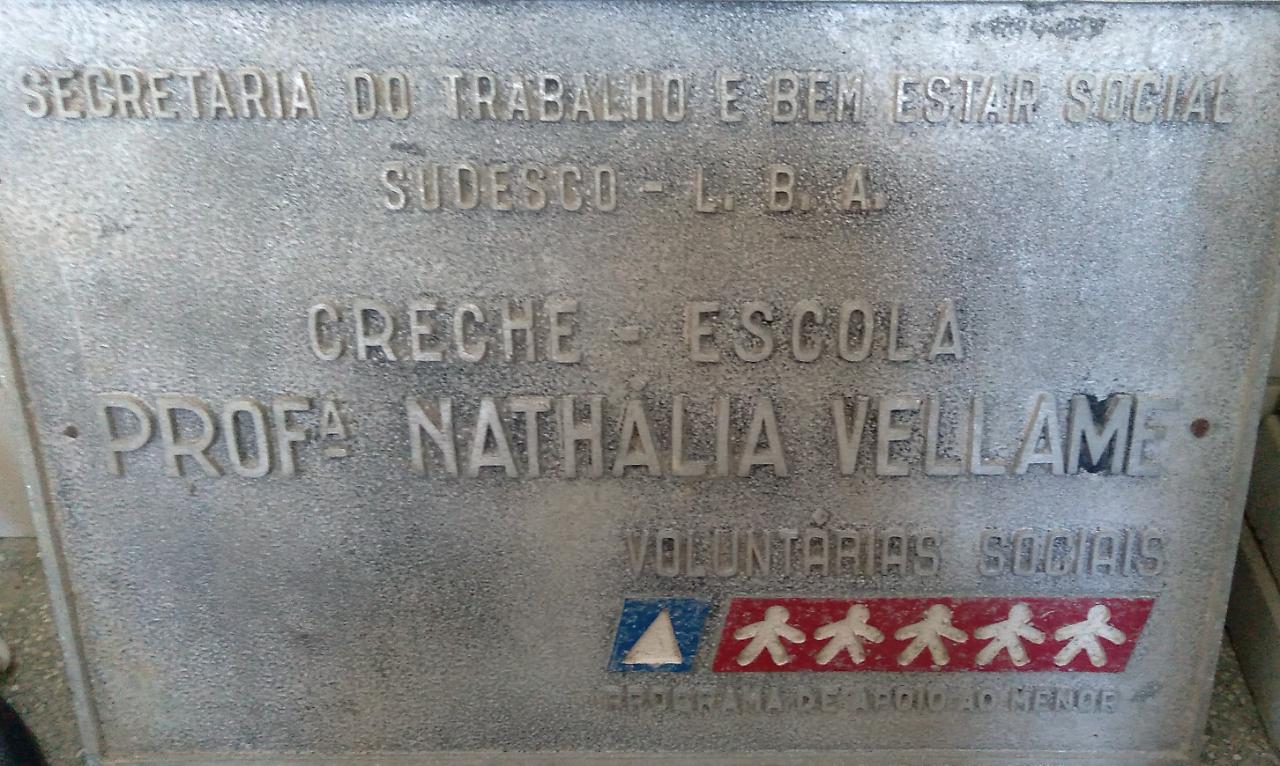 SECRETARIA DO TRABALHO E BEM ESTAR SOCIAL
SUDESCO - L. B. A.
CRECHE - ESCOLA
PROFª NATHÁLIA VELLAME
VOLUNTÁRIAS SOCIAIS
PROGRAMA DE APOIO AO MENOR